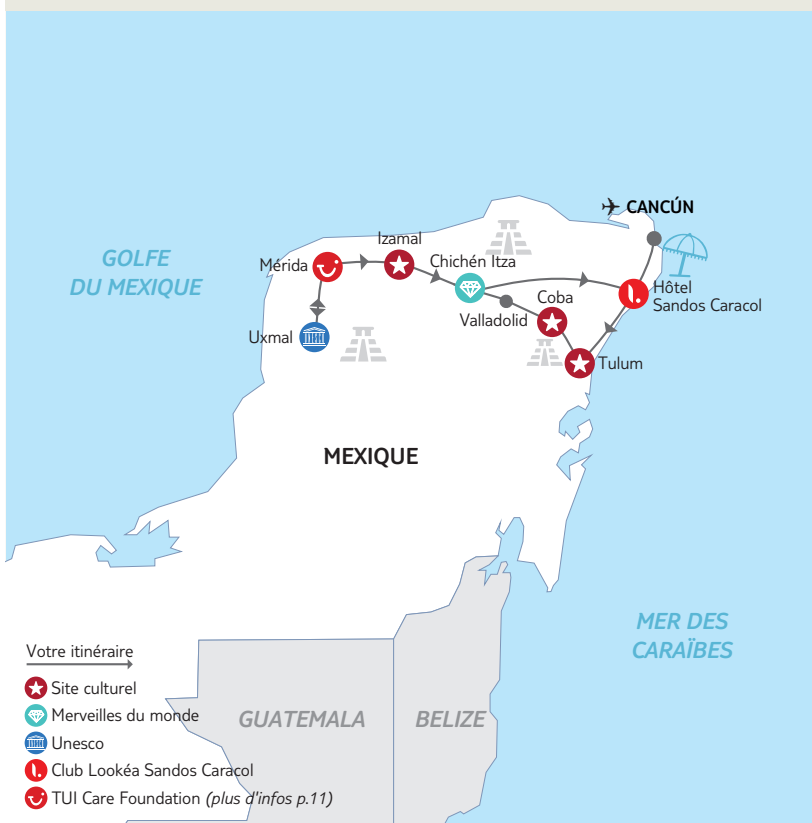 CANCÚN
GOLFE
DU MEXIQUE
Izamal
Mérida
Chichén Itza
Hôtel
Sandos Caracol
Coba
Valladolid
Uxmal
Tulum
MEXIQUE
MER DES
CARAÏBES
Votre itinéraire
Site culturel
Merveilles du monde
Unesco
Club Lookéa Sandos Caracol
TUI Care Foundation (plus d'infos p.11)
GUATEMALA
BELIZE